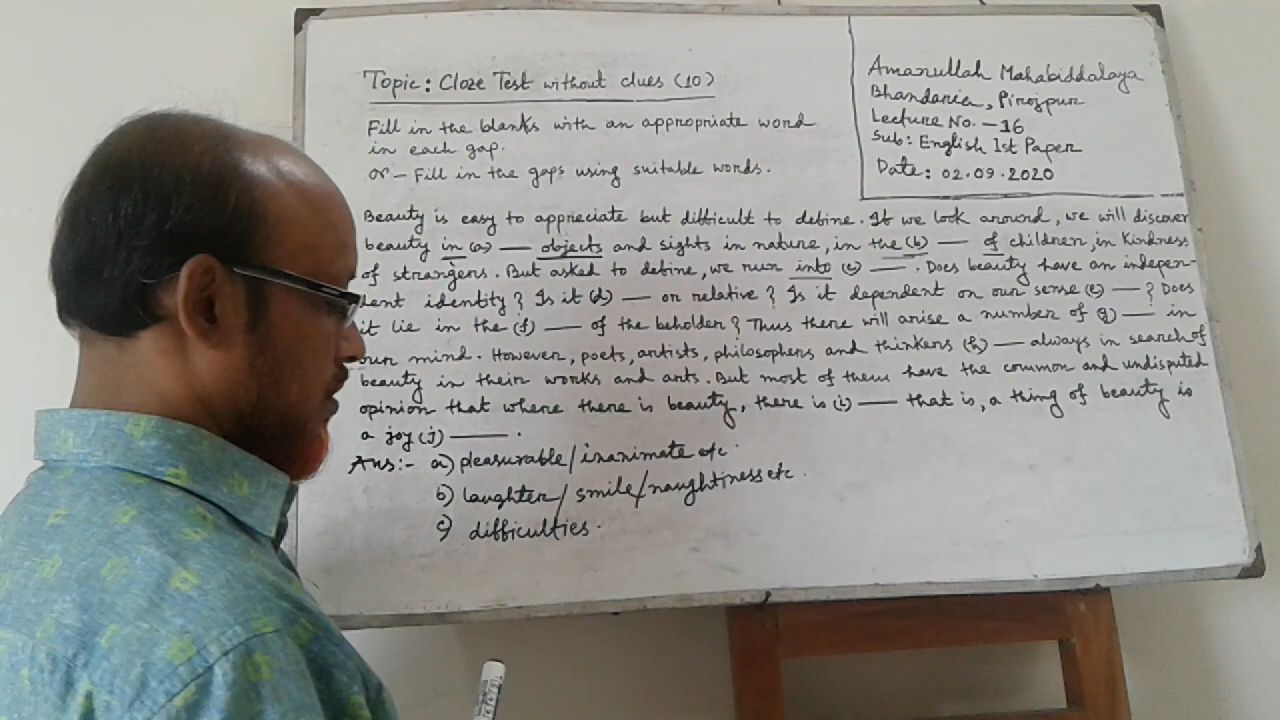 Topic: Cloze Test without clues (10)
Fill in the blanks with an appropriate word
in each gap.
or – Fill in the gaps using suitable words.
Amanullah Mahabiddalaya
Bhandaria, Pirojpur
Lecture No. – 16
Sub: English 1st Paper
Date: 02.09.2020
Beauty is easy to appreciate but difficult to define. If we look around, we will discover
beauty in (a) — objects and sights in nature, in the (b) — of children, in kindness
of strangers. But asked to define, we run into (c) —. Does beauty have an indepen-
dent identity? Is it (d) — or relative? Is it dependent on our sense (e) —? Does
it lie in the (f) — of the beholder? Thus there will arise a number of g) — in
our mind. However, poets, artists, philosophers and thinkers (h) — always in search of
beauty in their works and arts. But most of them have the common and undisputed
opinion that where there is beauty, there is (i) — that is, a thing of beauty is
a joy (j) —.
Ans:- a) pleasurable/inanimate etc.
b) laughter/smile/naughtiness etc.
c) difficulties.